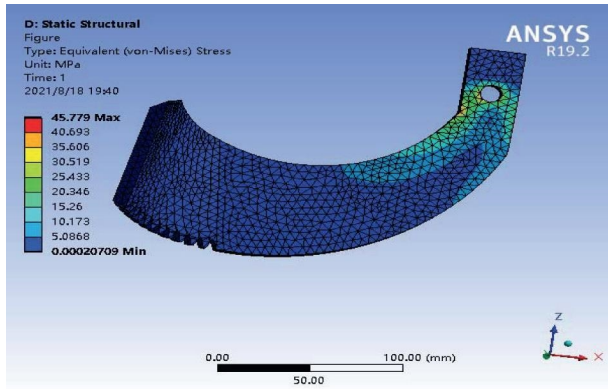 D: Static Structural
Figure
Type: Equivalent (von-Mises) Stress
Unit: MPa
Time: 1
2021/8/18 19:40
ANSYS
R19.2
45.779 Max
40.693
35.606
30.519
25.433
20.346
15.26
10.173
5.0868
0.00020709 Min
0.00 100.00 (mm)
50.00
Z
X